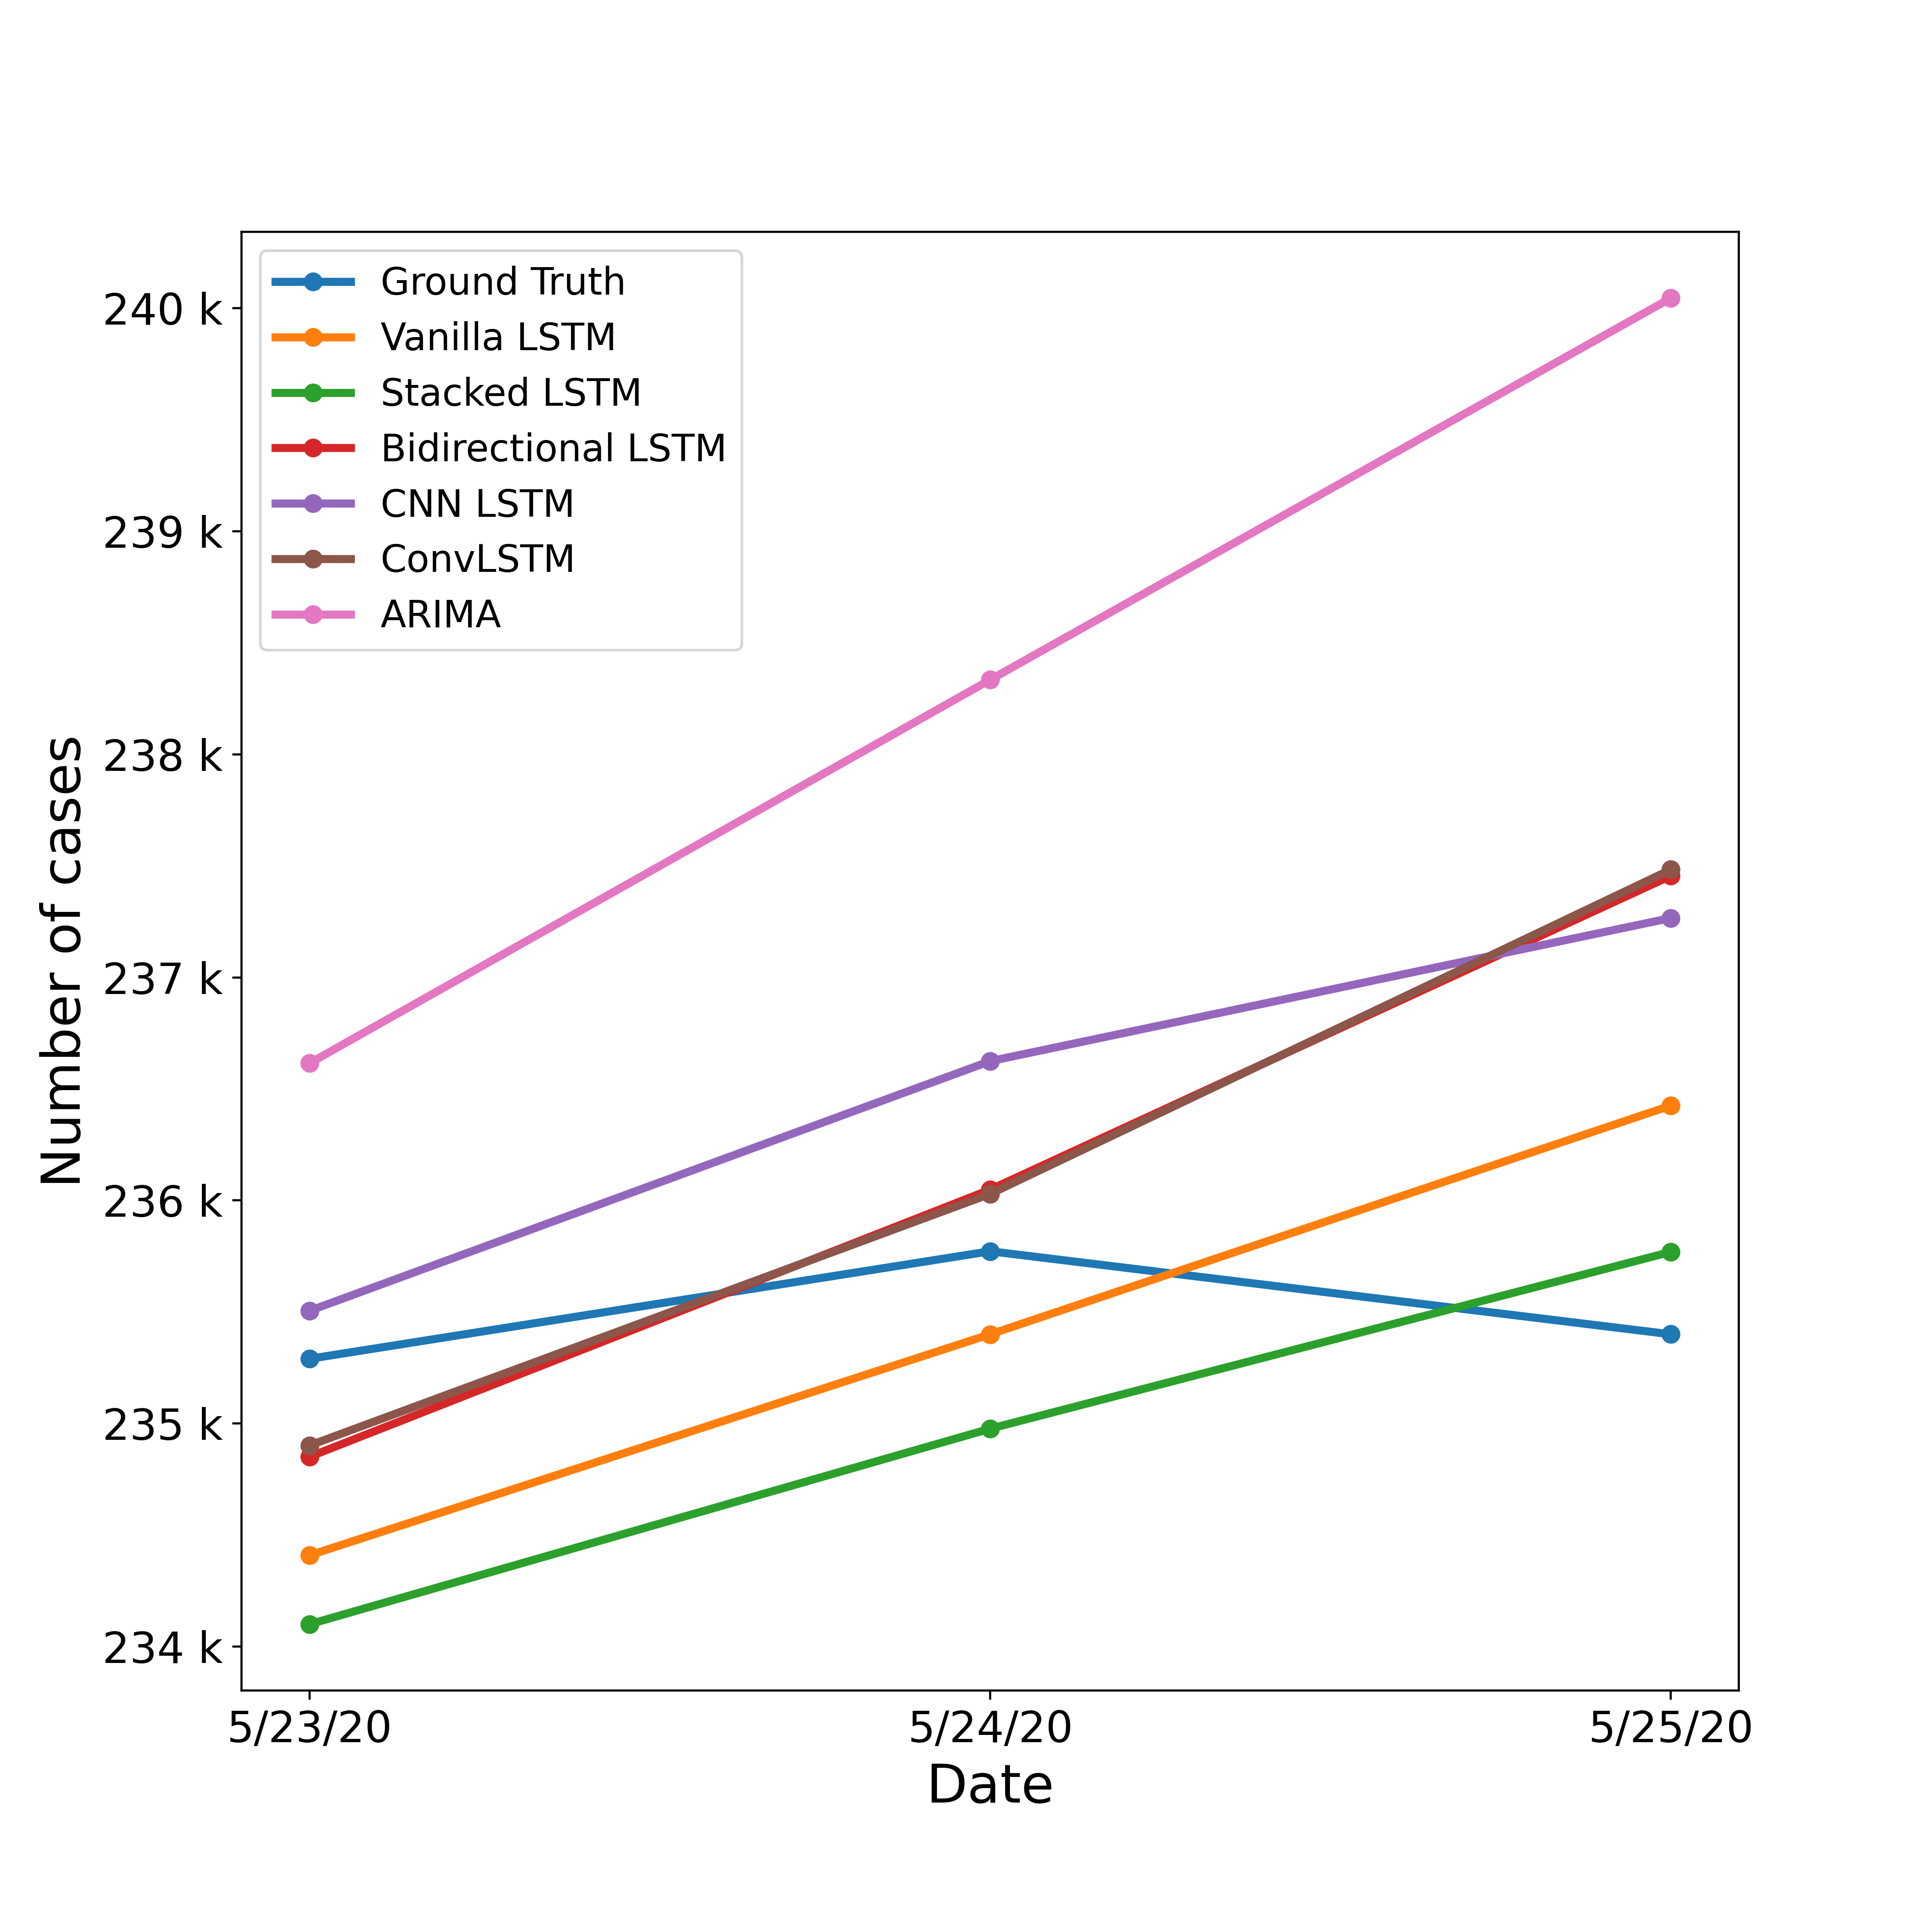 Ground Truth
Vanilla LSTM
Stacked LSTM
Bidirectional LSTM
CNN LSTM
ConvLSTM
ARIMA
240 k
239 k
238 k
237 k
236 k
235 k
234 k
Number of cases
5/23/20 5/24/20 5/25/20
Date